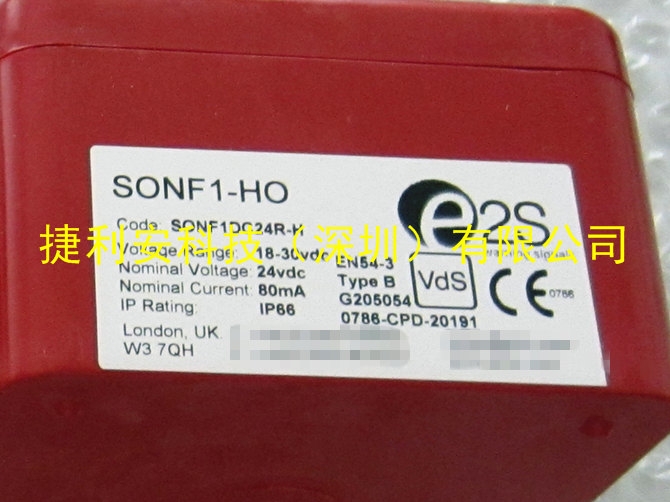 SONF1-HO
e2S
Code: SONF1DC24R-H
捷利安科技（深圳）有限公司
Voltage Range: 18-30vdc EN54-3
Nominal Voltage: 24vdc Type B
Nominal Current: 80mA G205054
IP Rating: IP66 0786-CPD-20191
VdS
CE 0786
London, UK
W3 7QH